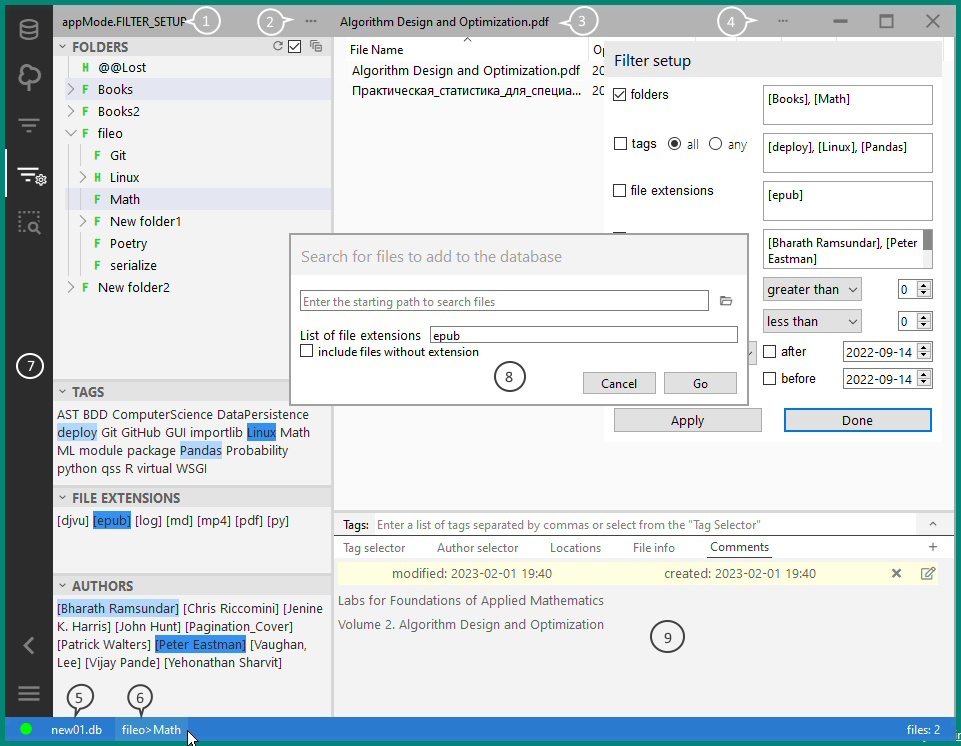 appMode.FILTER_SETUP
1
2
...
Algorithm Design and Optimization.pdf
3
4
...
FOLDERS
H @@Lost
F Books
F Books2
F fileo
F Git
F Linux
F Math
F New folder1
F Poetry
F serialize
F New folder2
7
TAGS
AST BDD ComputerScience DataPersistence
deploy Git GitHub GUI importlib Linux Math
ML module package Pandas Probability
python qss R virtual WSGI
FILE EXTENSIONS
[djvu] [epub] [log] [md] [mp4] [pdf] [py]
AUTHORS
[Bharath Ramsundar] [Chris Riccomini] [Jenine
K. Harris] [John Hunt] [Pagination_Cover]
[Patrick Walters] [Peter Eastman] [Vaughan,
Lee] [Vijay Pande] [Yehonathan Sharvit]
File Name
Algorithm Design and Optimization.pdf
Практическая_статистика_для_специа...
Filter setup
folders
[Books], [Math]
tags
all
any
[deploy], [Linux], [Pandas]
file extensions
[epub]
[Bharath Ramsundar], [Peter
Eastman]
greater than
0
less than
0
after
2022-09-14
before
2022-09-14
Apply
Done
Search for files to add to the database
Enter the starting path to search files
List of file extensions
epub
include files without extension
8
Cancel
Go
Tags:
Enter a list of tags separated by commas or select from the "Tag Selector"
Tag selector
Author selector
Locations
File info
Comments
+
modified: 2023-02-01 19:40
created: 2023-02-01 19:40
Labs for Foundations of Applied Mathematics
Volume 2. Algorithm Design and Optimization
9
5
6
new01.db
fileo>Math
files: 2